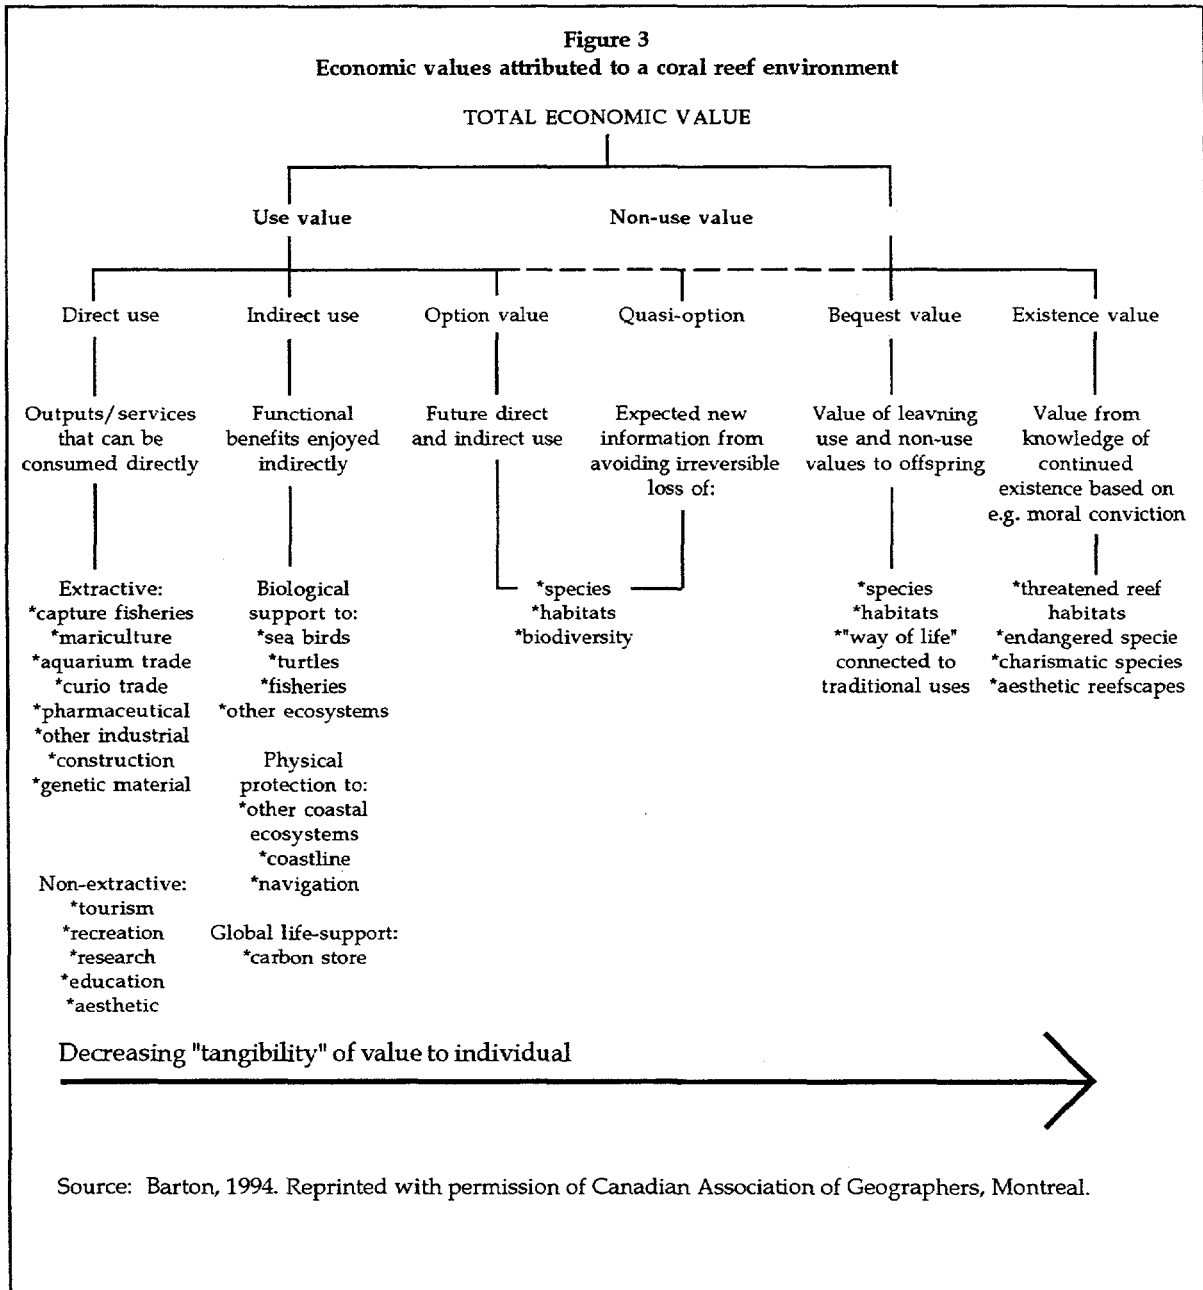 Figure 3
Economic values attributed to a coral reef environment
TOTAL ECONOMIC VALUE
Use value
Non-use value
Direct use
Indirect use
Option value
Quasi-option
Bequest value
Existence value
Outputs/services
that can be
consumed directly
Functional
benefits enjoyed
indirectly
Future direct
and indirect use
Expected new
information from
avoiding irreversible
loss of:
Value of leavning
use and non-use
values to offspring
Value from
knowledge of
continued
existence based on
e.g. moral conviction
Extractive:
*capture fisheries
*mariculture
*aquarium trade
*curio trade
*pharmaceutical
*other industrial
*construction
*genetic material
Non-extractive:
*tourism
*recreation
*research
*education
*aesthetic
Biological
support to:
*sea birds
*turtles
*fisheries
*other ecosystems
Physical
protection to:
*other coastal
ecosystems
*coastline
*navigation
Global life-support:
*carbon store
*species
*habitats
*biodiversity
*species
*habitats
*"way of life"
connected to
traditional uses
*threatened reef
habitats
*endangered specie
*charismatic species
*aesthetic reefscapes
Decreasing "tangibility" of value to individual
Source: Barton, 1994. Reprinted with permission of Canadian Association of Geographers, Montreal.